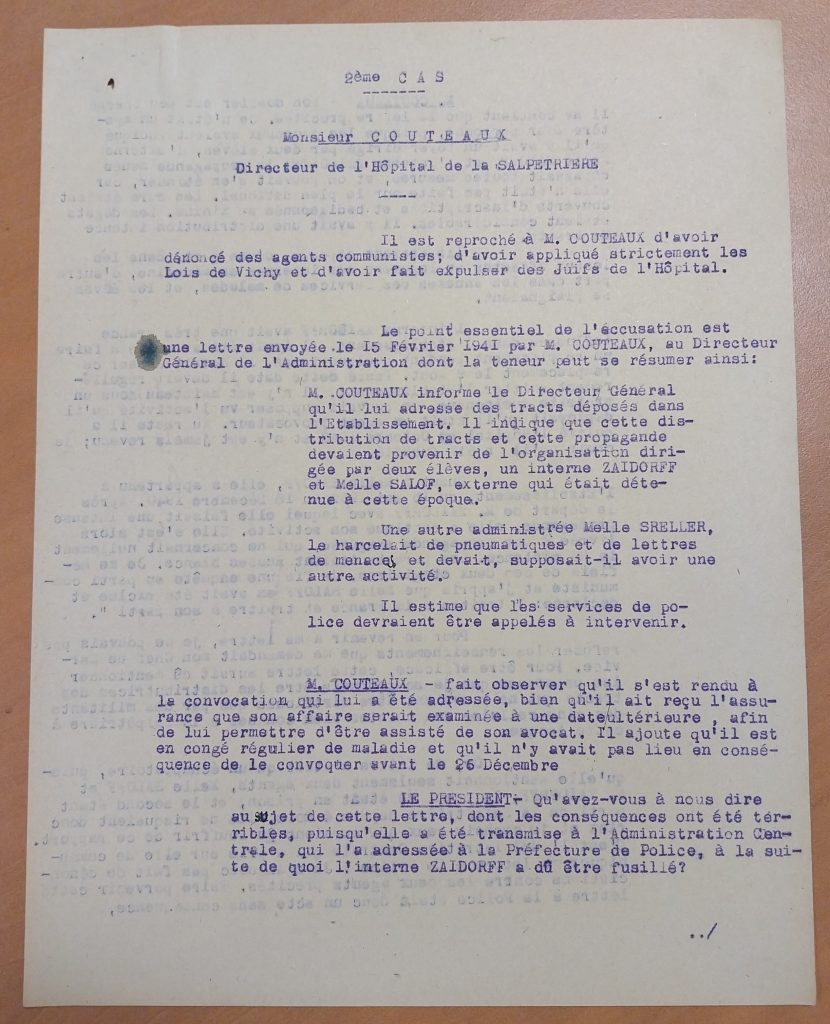 2ème C A S
Monsieur C O U T E A U X
Directeur de l'Hôpital de la SALPETRIERE
Il est reproché à M. COUTEAUX d'avoir
dénoncé des agents communistes; d'avoir appliqué strictement les
Lois de Vichy et d'avoir fait expulser des Juifs de l'Hôpital.
Le point essentiel de l'accusation est
une lettre envoyée le 15 Février 1941 par M. COUTEAUX, au Directeur
Général de l'Administration dont la teneur peut se résumer ainsi:
M. COUTEAUX informe le Directeur Général
qu'il lui adresse des tracts déposés dans
l'Etablissement. Il indique que cette dis-
tribution de tracts et cette propagande
devaient provenir de l'organisation diri-
gée par deux élèves, un interne ZAIDORFF
et Melle SALOF, externe qui était déte-
nue à cette époque.
Une autre administrée Melle SRELLER,
le harcelait de pneumatiques et de lettres
de menaces et devait, supposait-il avoir une
autre activité.
Il estime que les services de po-
lice devraient être appelés à intervenir.
M. COUTEAUX - fait observer qu'il s'est rendu à
la convocation qui lui a été adressée, bien qu'il ait reçu l'assu-
rance que son affaire serait examinée à une dateultérieure , afin
de lui permettre d'être assisté de son avocat. Il ajoute qu'il est
en congé régulier de maladie et qu'il n'y avait pas lieu en consé-
quence de le convoquer avant le 26 Décembre
LE PRESIDENT- Qu'avez-vous à nous dire
au sujet de cette lettre, dont les conséquences ont été ter-
ribles, puisqu'elle a été transmise à l'Administration Cen-
trale, qui l'a adressée à la Préfecture de Police, à la sui-
te de quoi l'interne ZAIDORFF a dû être fusillé?
../